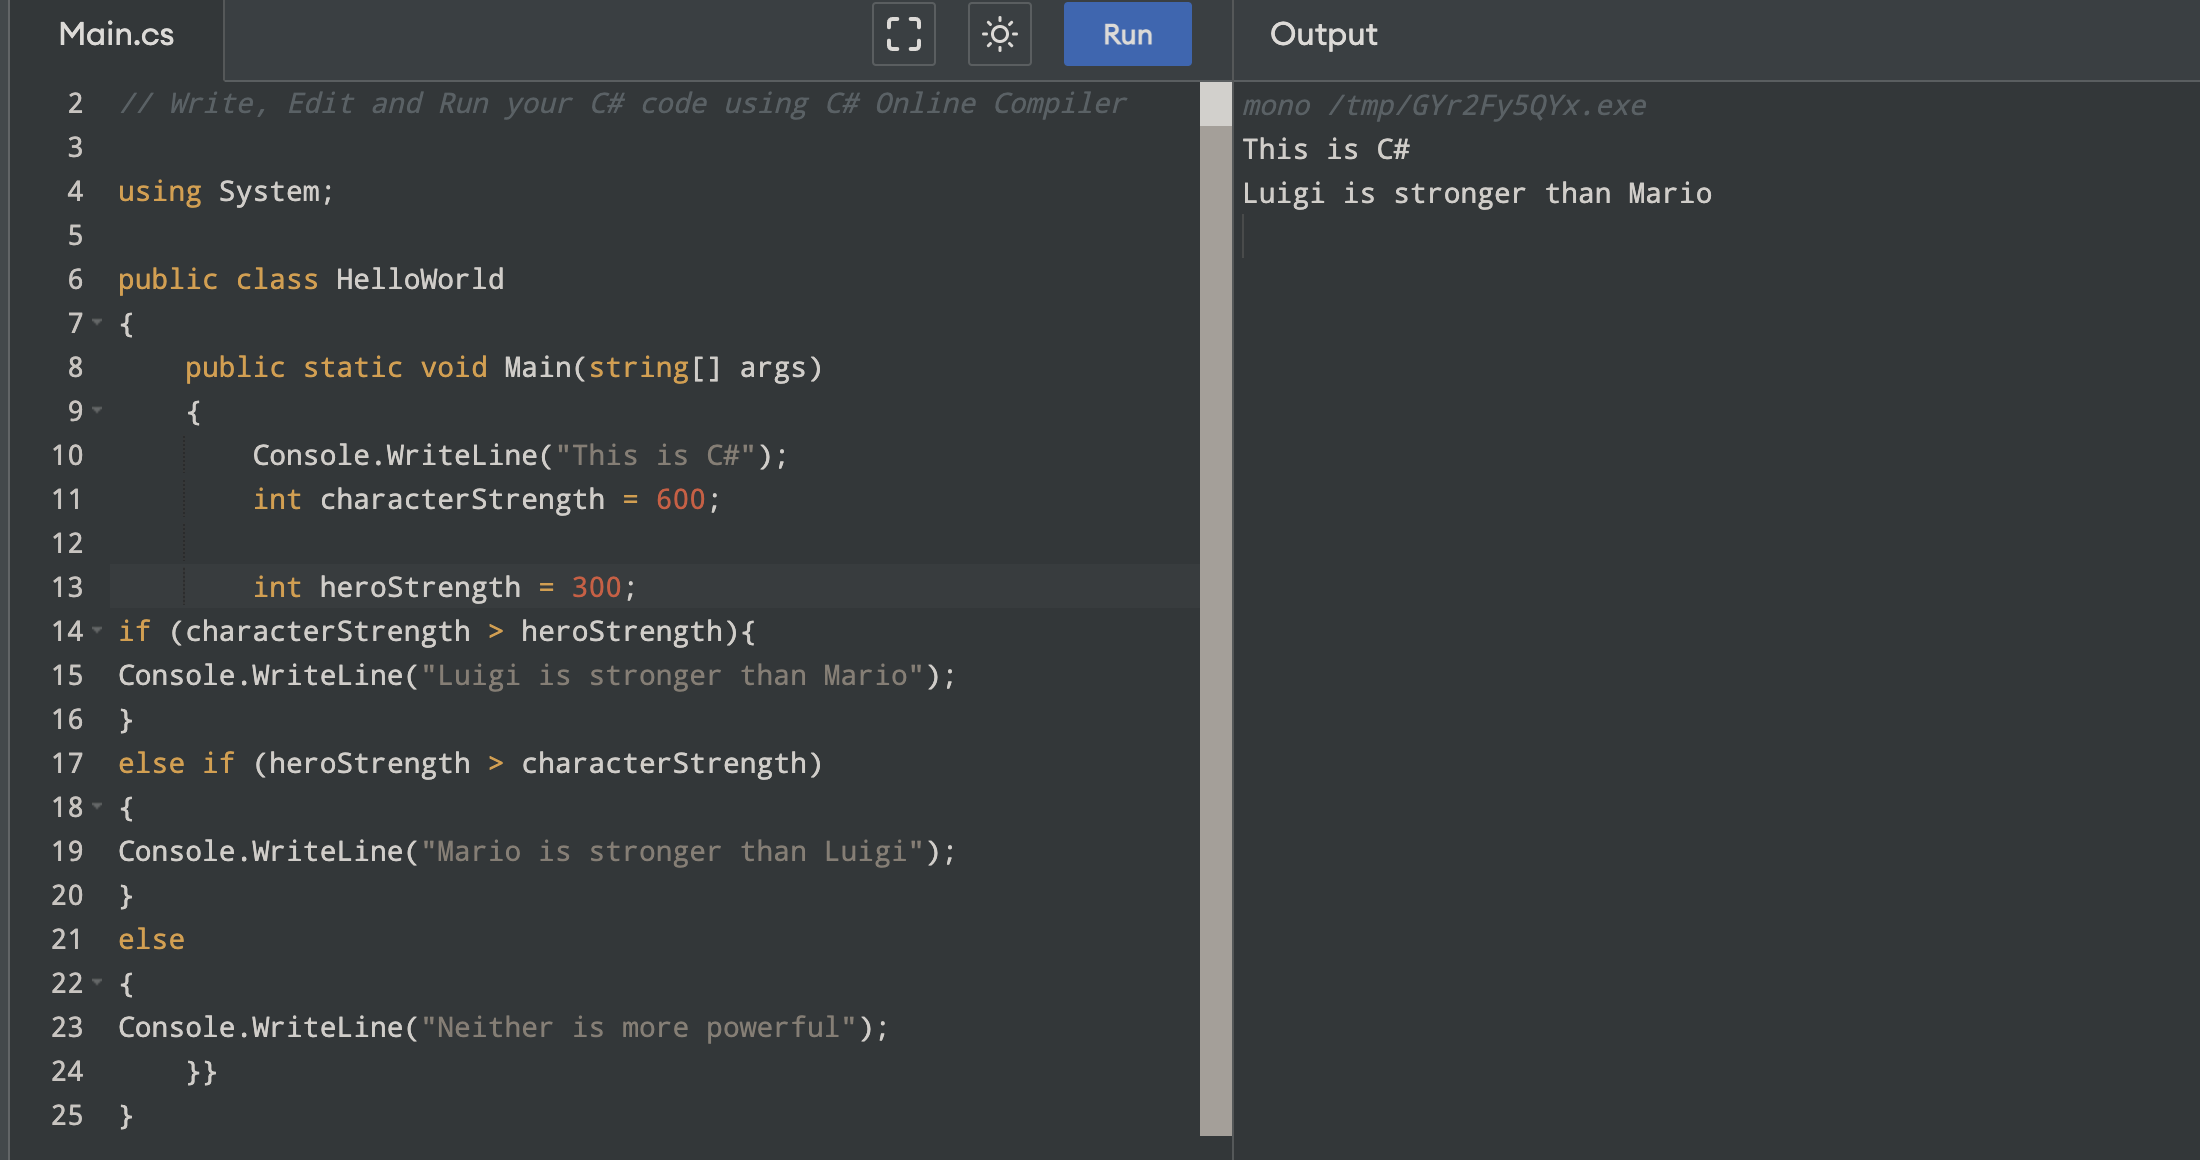 Main.cs
Run
Output
2 // Write, Edit and Run your C# code using C# Online Compiler
3
4 using System;
5
6 public class HelloWorld
7 {
8     public static void Main(string[] args)
9     {
10         Console.WriteLine("This is C#");
11         int characterStrength = 600;
12
13         int heroStrength = 300;
14 if (characterStrength > heroStrength){
15 Console.WriteLine("Luigi is stronger than Mario");
16 }
17 else if (heroStrength > characterStrength)
18 {
19 Console.WriteLine("Mario is stronger than Luigi");
20 }
21 else
22 {
23 Console.WriteLine("Neither is more powerful");
24     }}
25 }
mono /tmp/GYr2Fy5QYx.exe
This is C#
Luigi is stronger than Mario